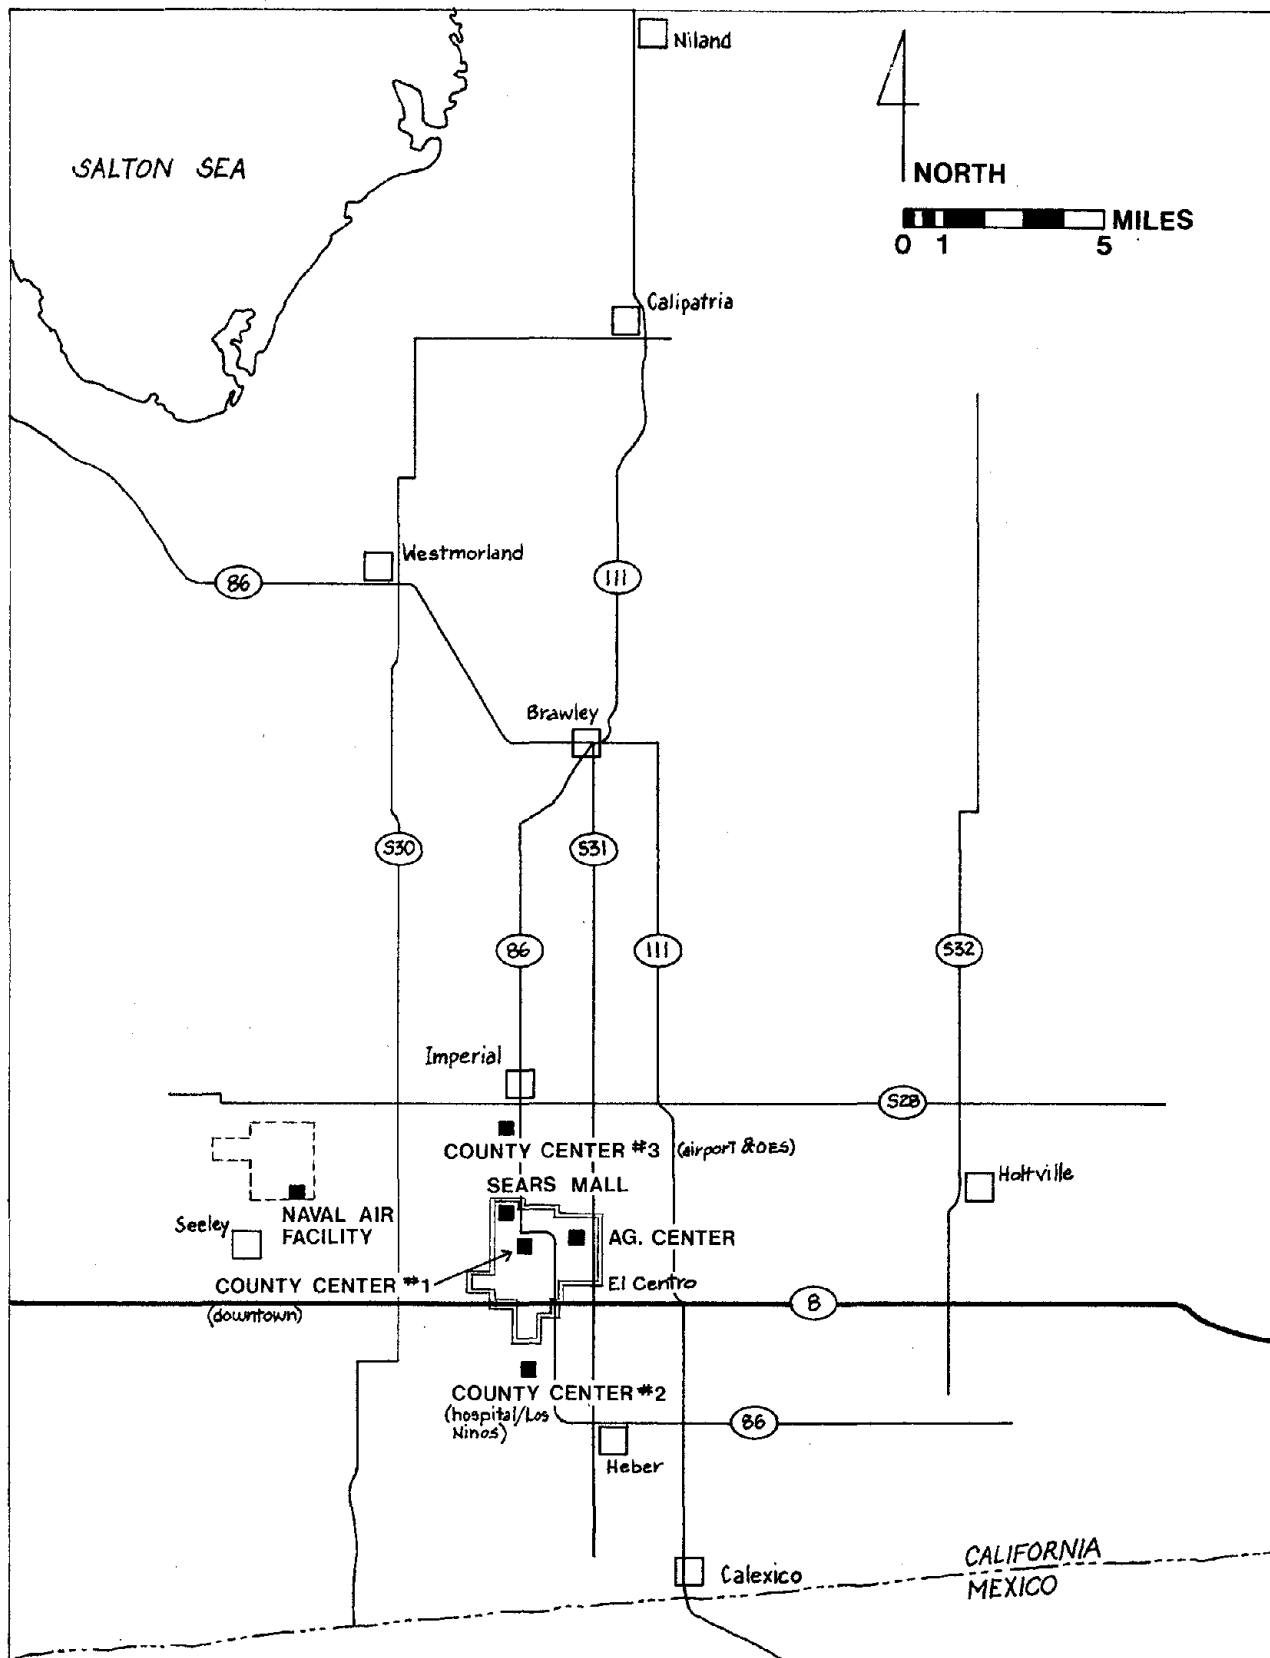 Niland
SALTON SEA
NORTH
MILES
0 1 5
Calipatria
Westmorland
86
111
Brawley
S30
S31
86
111
S32
Imperial
S28
COUNTY CENTER #3 (airport & OES)
SEARS MALL
Holtville
NAVAL AIR
FACILITY
Seeley
AG. CENTER
COUNTY CENTER #1
(downtown)
El Centro
8
COUNTY CENTER #2
(hospital/Los
Ninos)
86
Heber
CALIFORNIA
MEXICO
Calexico